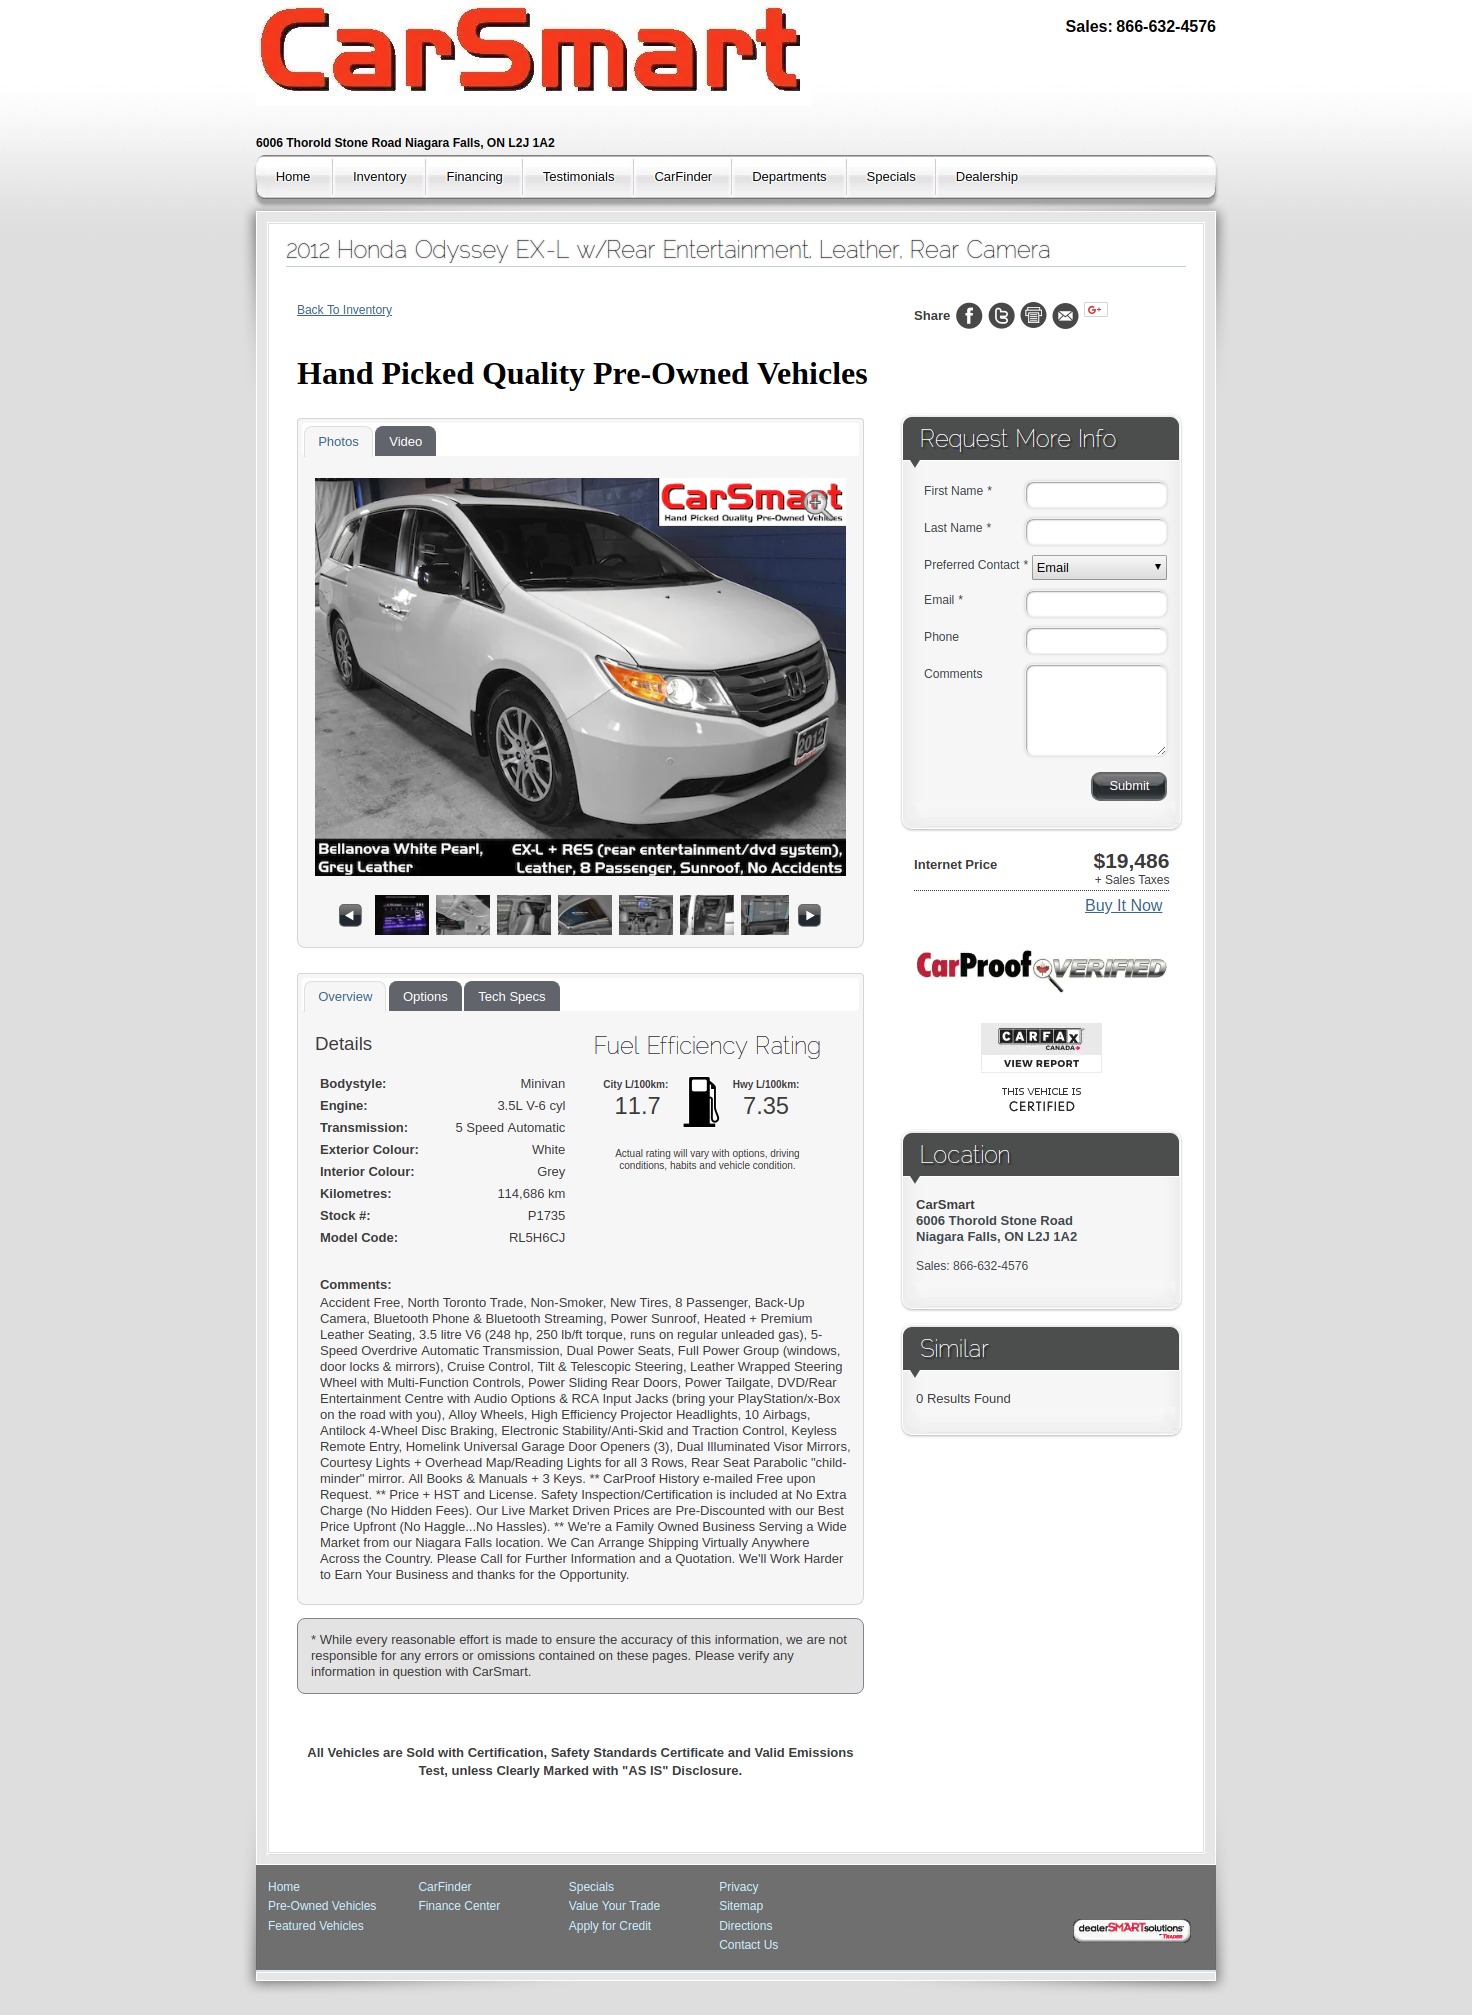 CarSmart
Sales: 866-632-4576
6006 Thorold Stone Road Niagara Falls, ON L2J 1A2
Home
Inventory
Financing
Testimonials
CarFinder
Departments
Specials
Dealership
2012 Honda Odyssey EX-L w/Rear Entertainment, Leather, Rear Camera
Back To Inventory
Share
Hand Picked Quality Pre-Owned Vehicles
Photos
Video
CarSmart
Hand Picked Quality Pre-Owned Vehicles
2012
Bellanova White Pearl,
Grey Leather
EX-L + RES (rear entertainment/dvd system),
Leather, 8 Passenger, Sunroof, No Accidents
Request More Info
First Name *
Last Name *
Preferred Contact *
Email
Email *
Phone
Comments
Submit
Internet Price
$19,486
+ Sales Taxes
Buy It Now
CarProof VERIFIED
CARFAX
CANADA
VIEW REPORT
THIS VEHICLE IS
CERTIFIED
Overview
Options
Tech Specs
Details
Bodystyle: Minivan
Engine: 3.5L V-6 cyl
Transmission: 5 Speed Automatic
Exterior Colour: White
Interior Colour: Grey
Kilometres: 114,686 km
Stock #: P1735
Model Code: RL5H6CJ
Fuel Efficiency Rating
City L/100km:
11.7
Hwy L/100km:
7.35
Actual rating will vary with options, driving
conditions, habits and vehicle condition.
Comments:
Accident Free, North Toronto Trade, Non-Smoker, New Tires, 8 Passenger, Back-Up
Camera, Bluetooth Phone & Bluetooth Streaming, Power Sunroof, Heated + Premium
Leather Seating, 3.5 litre V6 (248 hp, 250 lb/ft torque, runs on regular unleaded gas), 5-
Speed Overdrive Automatic Transmission, Dual Power Seats, Full Power Group (windows,
door locks & mirrors), Cruise Control, Tilt & Telescopic Steering, Leather Wrapped Steering
Wheel with Multi-Function Controls, Power Sliding Rear Doors, Power Tailgate, DVD/Rear
Entertainment Centre with Audio Options & RCA Input Jacks (bring your PlayStation/x-Box
on the road with you), Alloy Wheels, High Efficiency Projector Headlights, 10 Airbags,
Antilock 4-Wheel Disc Braking, Electronic Stability/Anti-Skid and Traction Control, Keyless
Remote Entry, Homelink Universal Garage Door Openers (3), Dual Illuminated Visor Mirrors,
Courtesy Lights + Overhead Map/Reading Lights for all 3 Rows, Rear Seat Parabolic "child-
minder" mirror. All Books & Manuals + 3 Keys. ** CarProof History e-mailed Free upon
Request. ** Price + HST and License. Safety Inspection/Certification is included at No Extra
Charge (No Hidden Fees). Our Live Market Driven Prices are Pre-Discounted with our Best
Price Upfront (No Haggle...No Hassles). ** We're a Family Owned Business Serving a Wide
Market from our Niagara Falls location. We Can Arrange Shipping Virtually Anywhere
Across the Country. Please Call for Further Information and a Quotation. We'll Work Harder
to Earn Your Business and thanks for the Opportunity.
Location
CarSmart
6006 Thorold Stone Road
Niagara Falls, ON L2J 1A2
Sales: 866-632-4576
Similar
0 Results Found
* While every reasonable effort is made to ensure the accuracy of this information, we are not
responsible for any errors or omissions contained on these pages. Please verify any
information in question with CarSmart.
All Vehicles are Sold with Certification, Safety Standards Certificate and Valid Emissions
Test, unless Clearly Marked with "AS IS" Disclosure.
Home
Pre-Owned Vehicles
Featured Vehicles
CarFinder
Finance Center
Specials
Value Your Trade
Apply for Credit
Privacy
Sitemap
Directions
Contact Us
dealerSMARTsolutions
TRADER